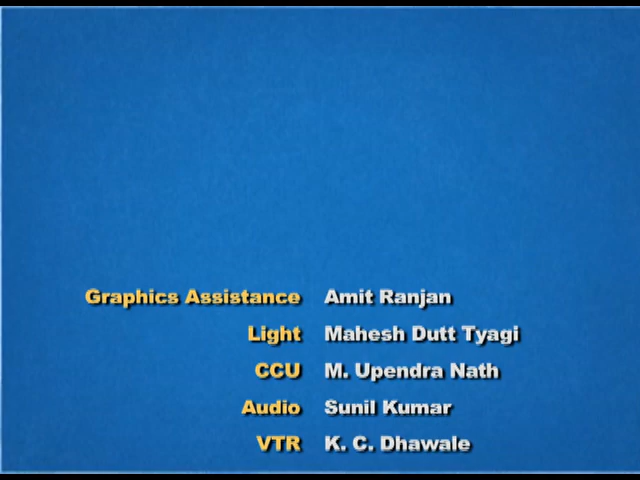 Graphics Assistance Amit Ranjan
Light Mahesh Dutt Tyagi
CCU M. Upendra Nath
Audio Sunil Kumar
VTR K. C. Dhawale